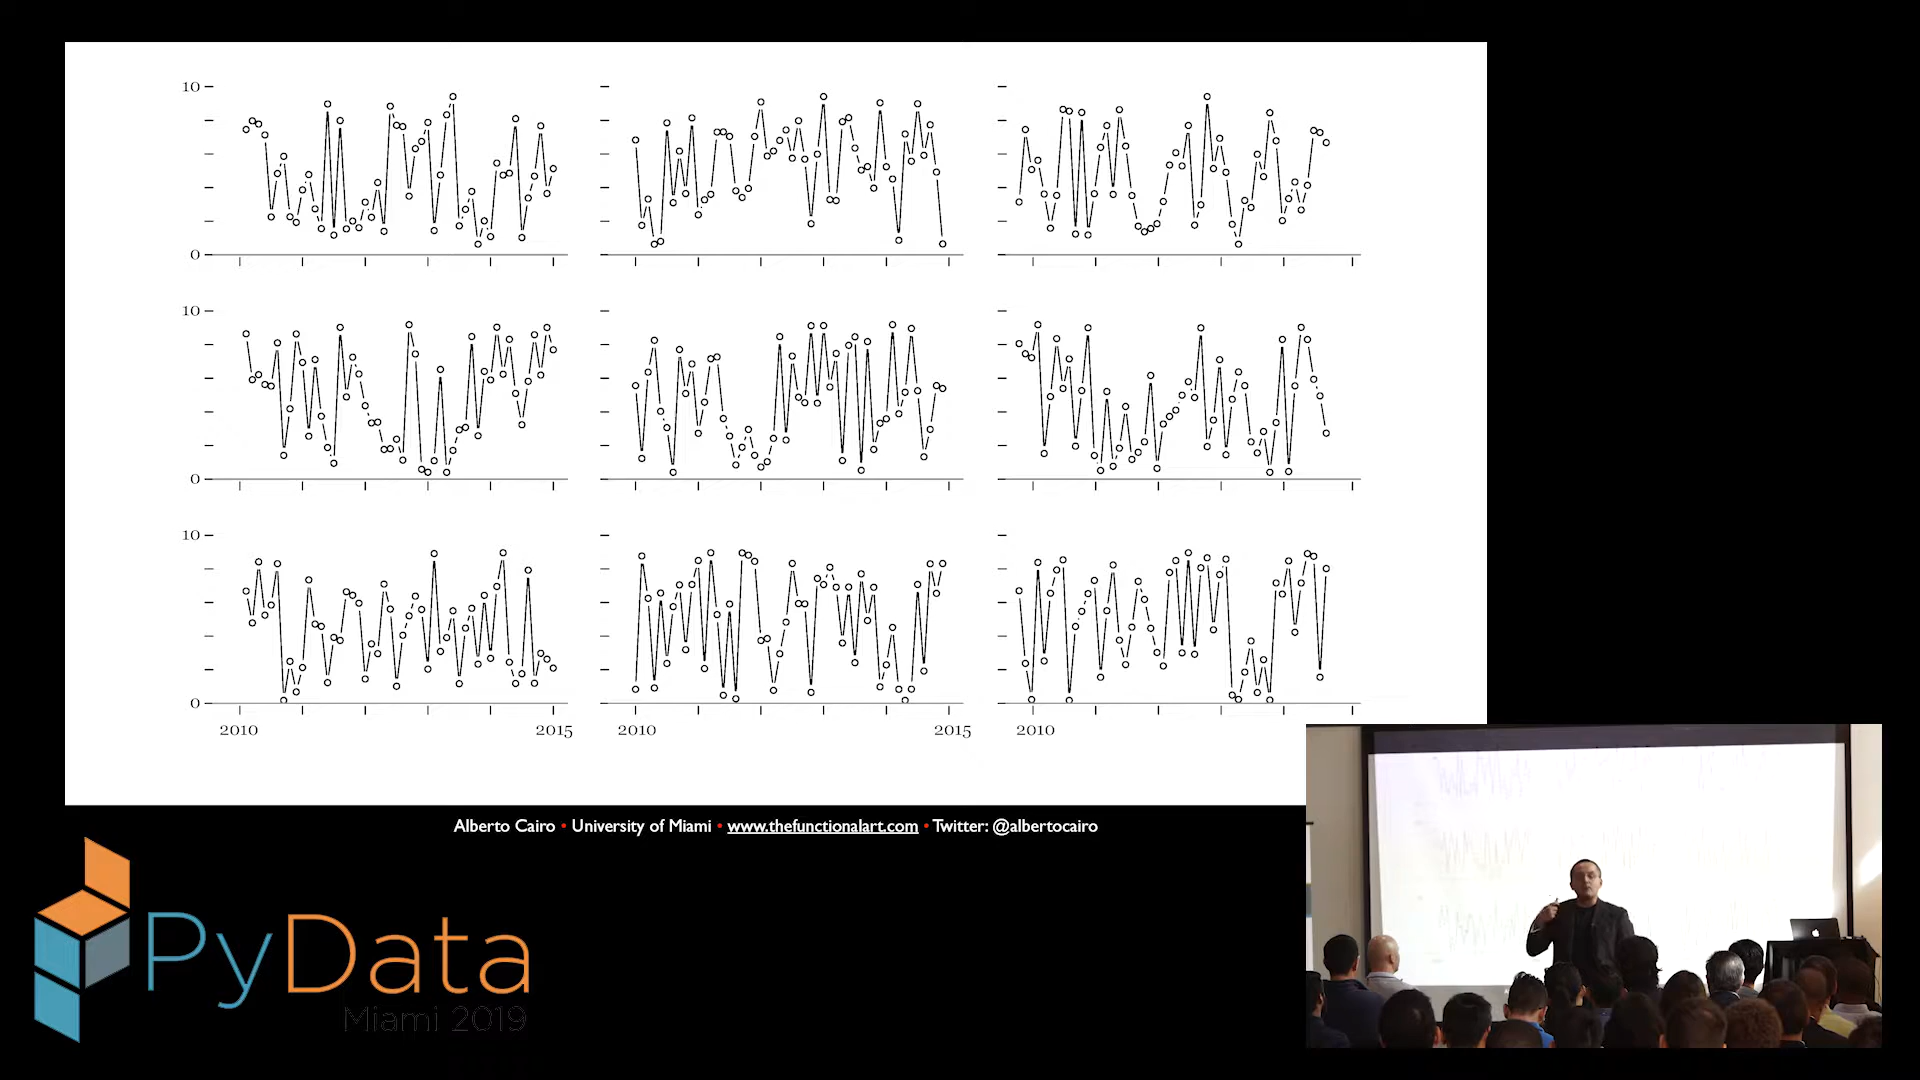 10
0
10
0
10
0
2010 2015 2010 2015 2010
Alberto Cairo • University of Miami • www.thefunctionalart.com • Twitter: @albertocairo
PyData
Miami 2019